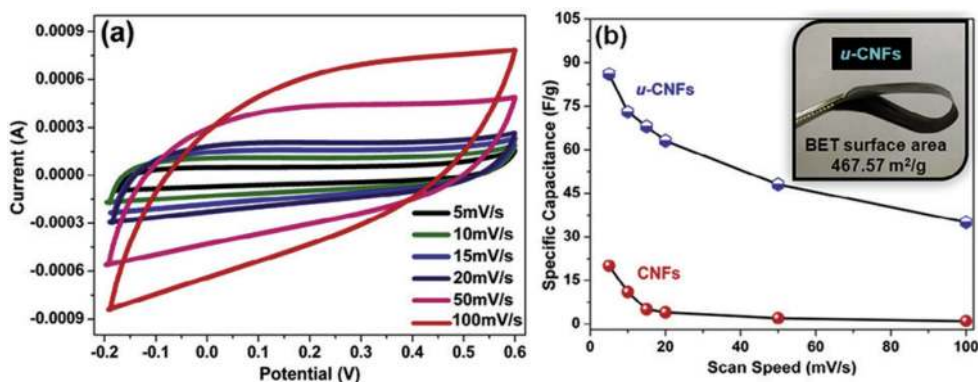 (a)
0.0009
0.0006
0.0003
0.0000
-0.0003
-0.0006
-0.0009
Current (A)
5mV/s
10mV/s
15mV/s
20mV/s
50mV/s
100mV/s
-0.2 -0.1 0.0 0.1 0.2 0.3 0.4 0.5 0.6
Potential (V)
(b)
105
90
75
60
45
30
15
0
Specific Capacitance (F/g)
u-CNFs
u-CNFs
BET surface area
467.57 m²/g
CNFs
0 20 40 60 80 100
Scan Speed (mV/s)